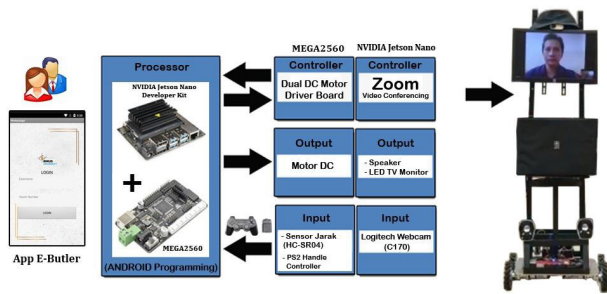 MEGA2560
NVIDIA Jetson Nano
Processor
NVIDIA Jetson Nano
Developer Kit
+
MEGA2560
(ANDROID Programming)
Controller
Dual DC Motor
Driver Board
Controller
Zoom
Video Conferencing
Output
Motor DC
Output
- Speaker
- LED TV Monitor
Input
- Sensor Jarak
(HC-SR04)
- PS2 Handle
Controller
Input
Logitech Webcam
(C170)
LOGIN
LOGIN
App E-Butler